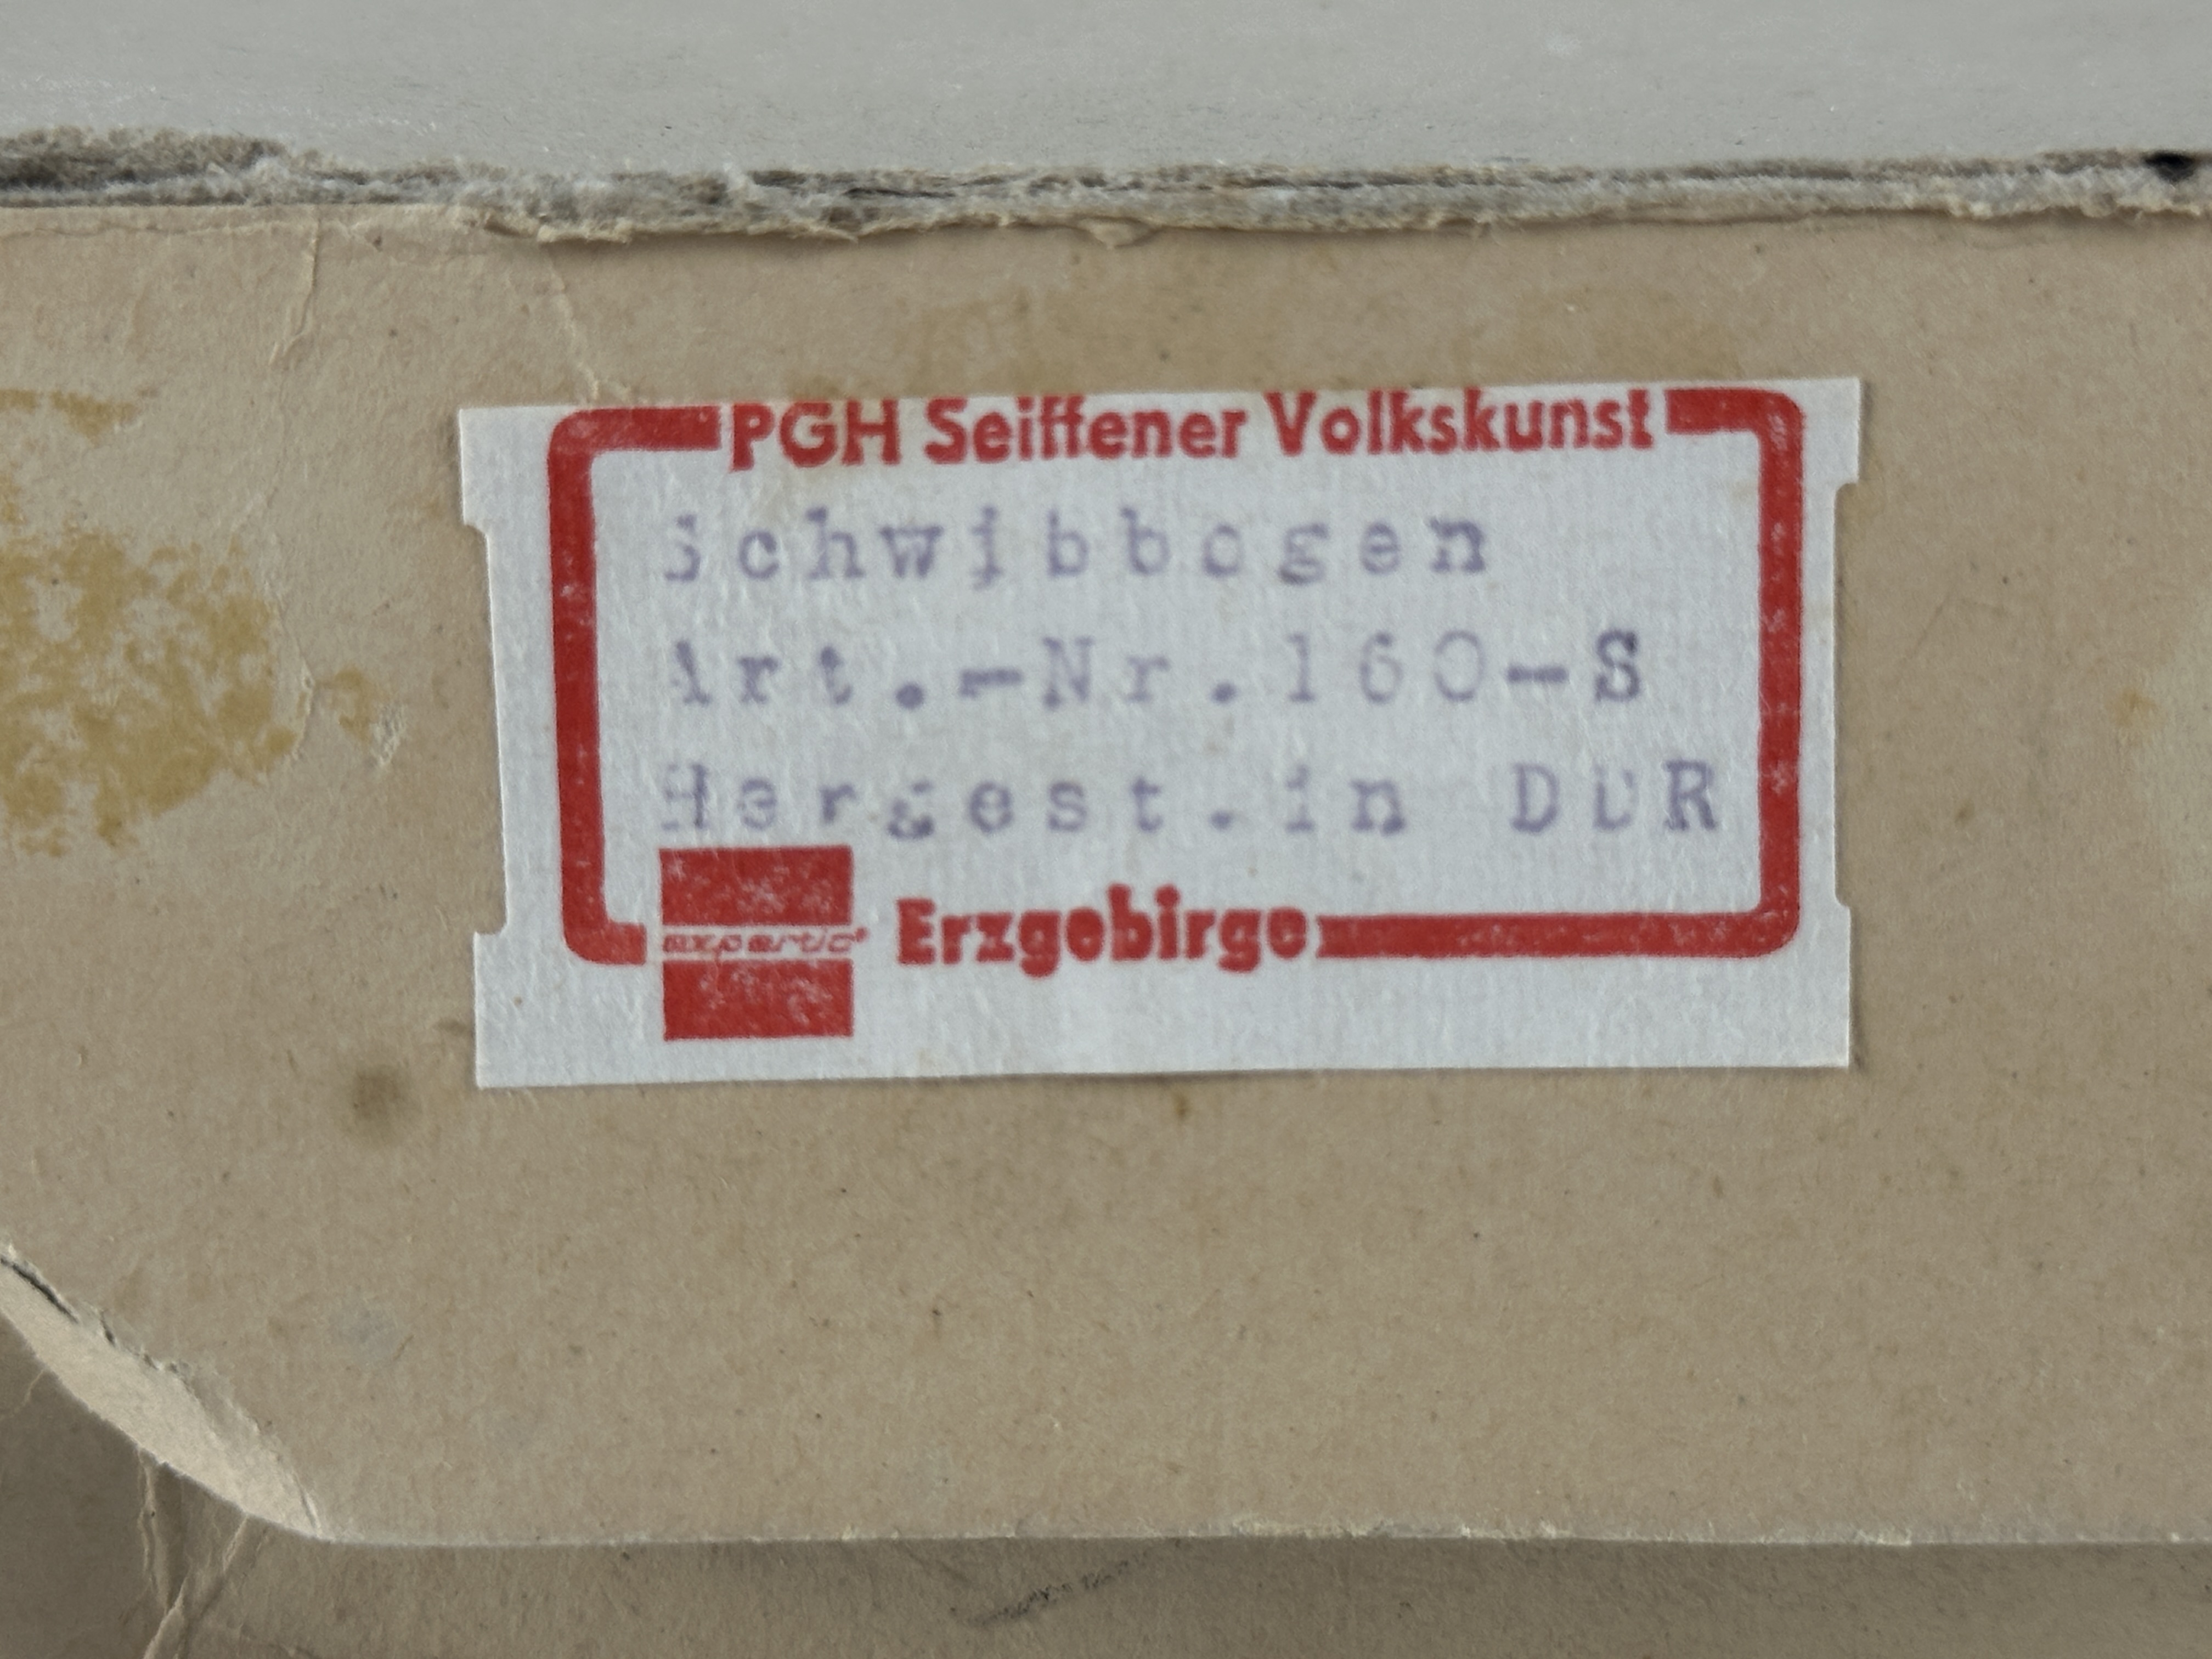 PGH Seiffener Volkskunst
Schwibbogen
Art.-Nr.160-S
Hergest.in DDR
expertic
Erzgebirge